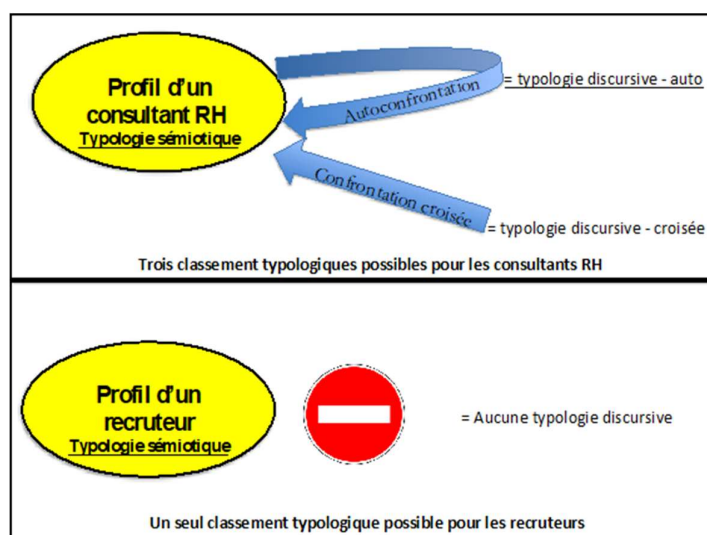 Profil d'un
consultant RH
Typologie sémiotique
Autoconfrontation
= typologie discursive - auto
Confrontation croisée
= typologie discursive - croisée
Trois classement typologiques possibles pour les consultants RH
Profil d'un
recruteur
Typologie sémiotique
= Aucune typologie discursive
Un seul classement typologique possible pour les recruteurs